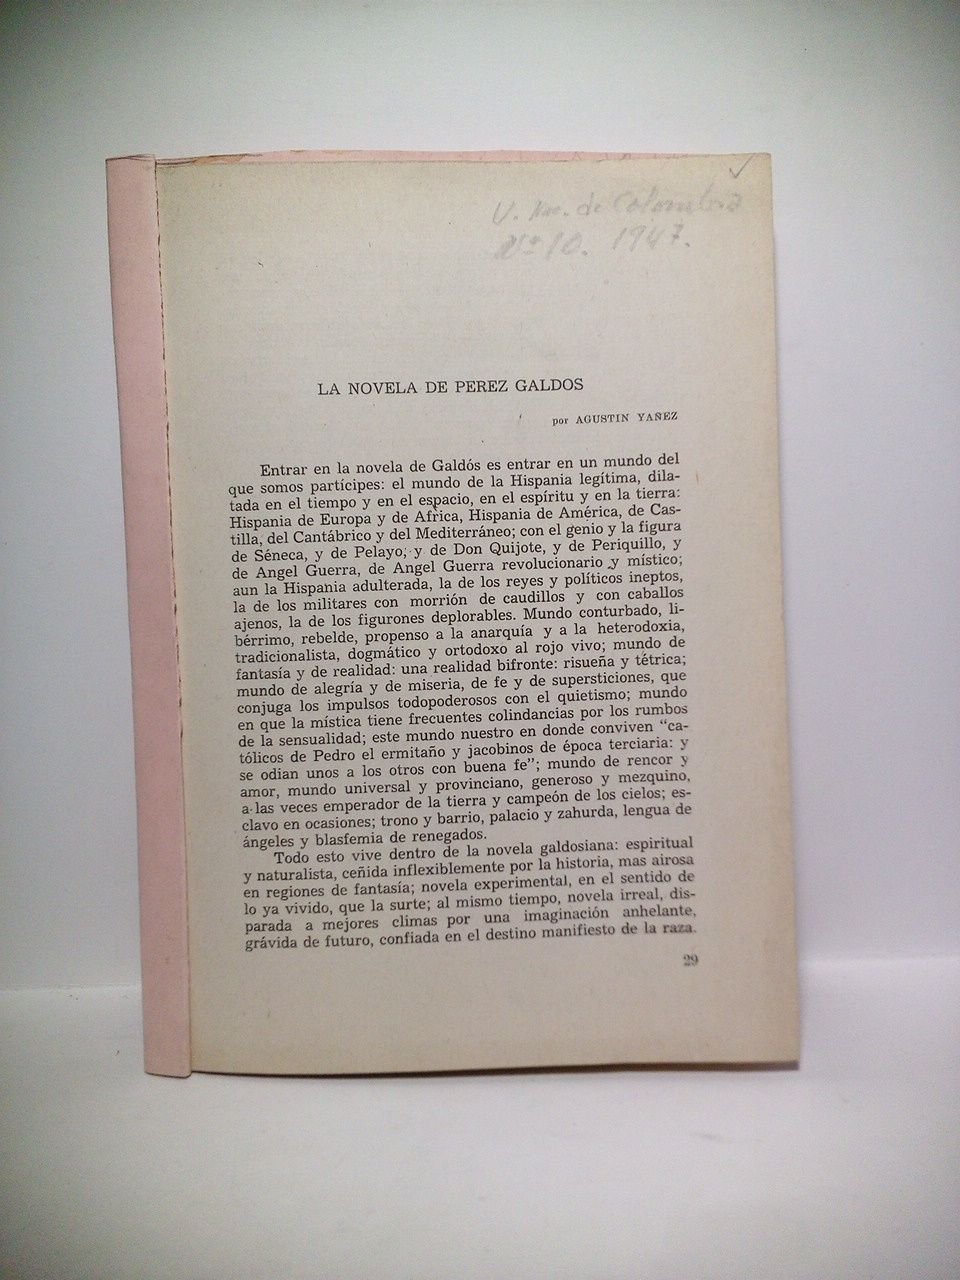 U. Nac. de Colombia
Nº 10. 1947.
LA NOVELA DE PEREZ GALDOS
por AGUSTIN YAÑEZ
Entrar en la novela de Galdós es entrar en un mundo del
que somos partícipes: el mundo de la Hispania legítima, dila-
tada en el tiempo y en el espacio, en el espíritu y en la tierra:
Hispania de Europa y de Africa, Hispania de América, de Cas-
tilla, del Cantábrico y del Mediterráneo; con el genio y la figura
de Séneca, y de Pelayo; y de Don Quijote, y de Periquillo, y
de Angel Guerra, de Angel Guerra revolucionario y místico;
aun la Hispania adulterada, la de los reyes y políticos ineptos,
la de los militares con morrión de caudillos y con caballos
ajenos, la de los figurones deplorables. Mundo conturbado, li-
bérrimo, rebelde, propenso a la anarquía y a la heterodoxia,
tradicionalista, dogmático y ortodoxo al rojo vivo; mundo de
fantasía y de realidad: una realidad bifronte: risueña y tétrica;
mundo de alegría y de miseria, de fe y de supersticiones, que
conjuga los impulsos todopoderosos con el quietismo; mundo
en que la mística tiene frecuentes colindancias por los rumbos
de la sensualidad; este mundo nuestro en donde conviven “ca-
tólicos de Pedro el ermitaño y jacobinos de época terciaria: y
se odian unos a los otros con buena fe”; mundo de rencor y
amor, mundo universal y provinciano, generoso y mezquino,
a las veces emperador de la tierra y campeón de los cielos; es-
clavo en ocasiones; trono y barrio, palacio y zahurda, lengua de
ángeles y blasfemia de renegados.
Todo esto vive dentro de la novela galdosiana: espiritual
y naturalista, ceñida inflexiblemente por la historia, mas airosa
en regiones de fantasía; novela experimental, en el sentido de
lo ya vivido, que la surte; al mismo tiempo, novela irreal, dis-
parada a mejores climas por una imaginación anhelante,
grávida de futuro, confiada en el destino manifiesto de la raza.
29